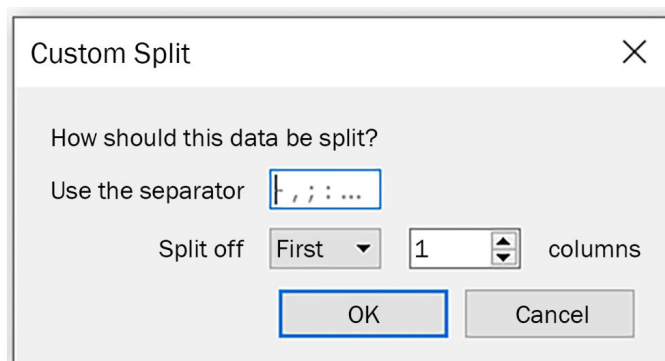 Custom Split
How should this data be split?
Use the separator - , ; : ...
Split off First 1 columns
OK Cancel